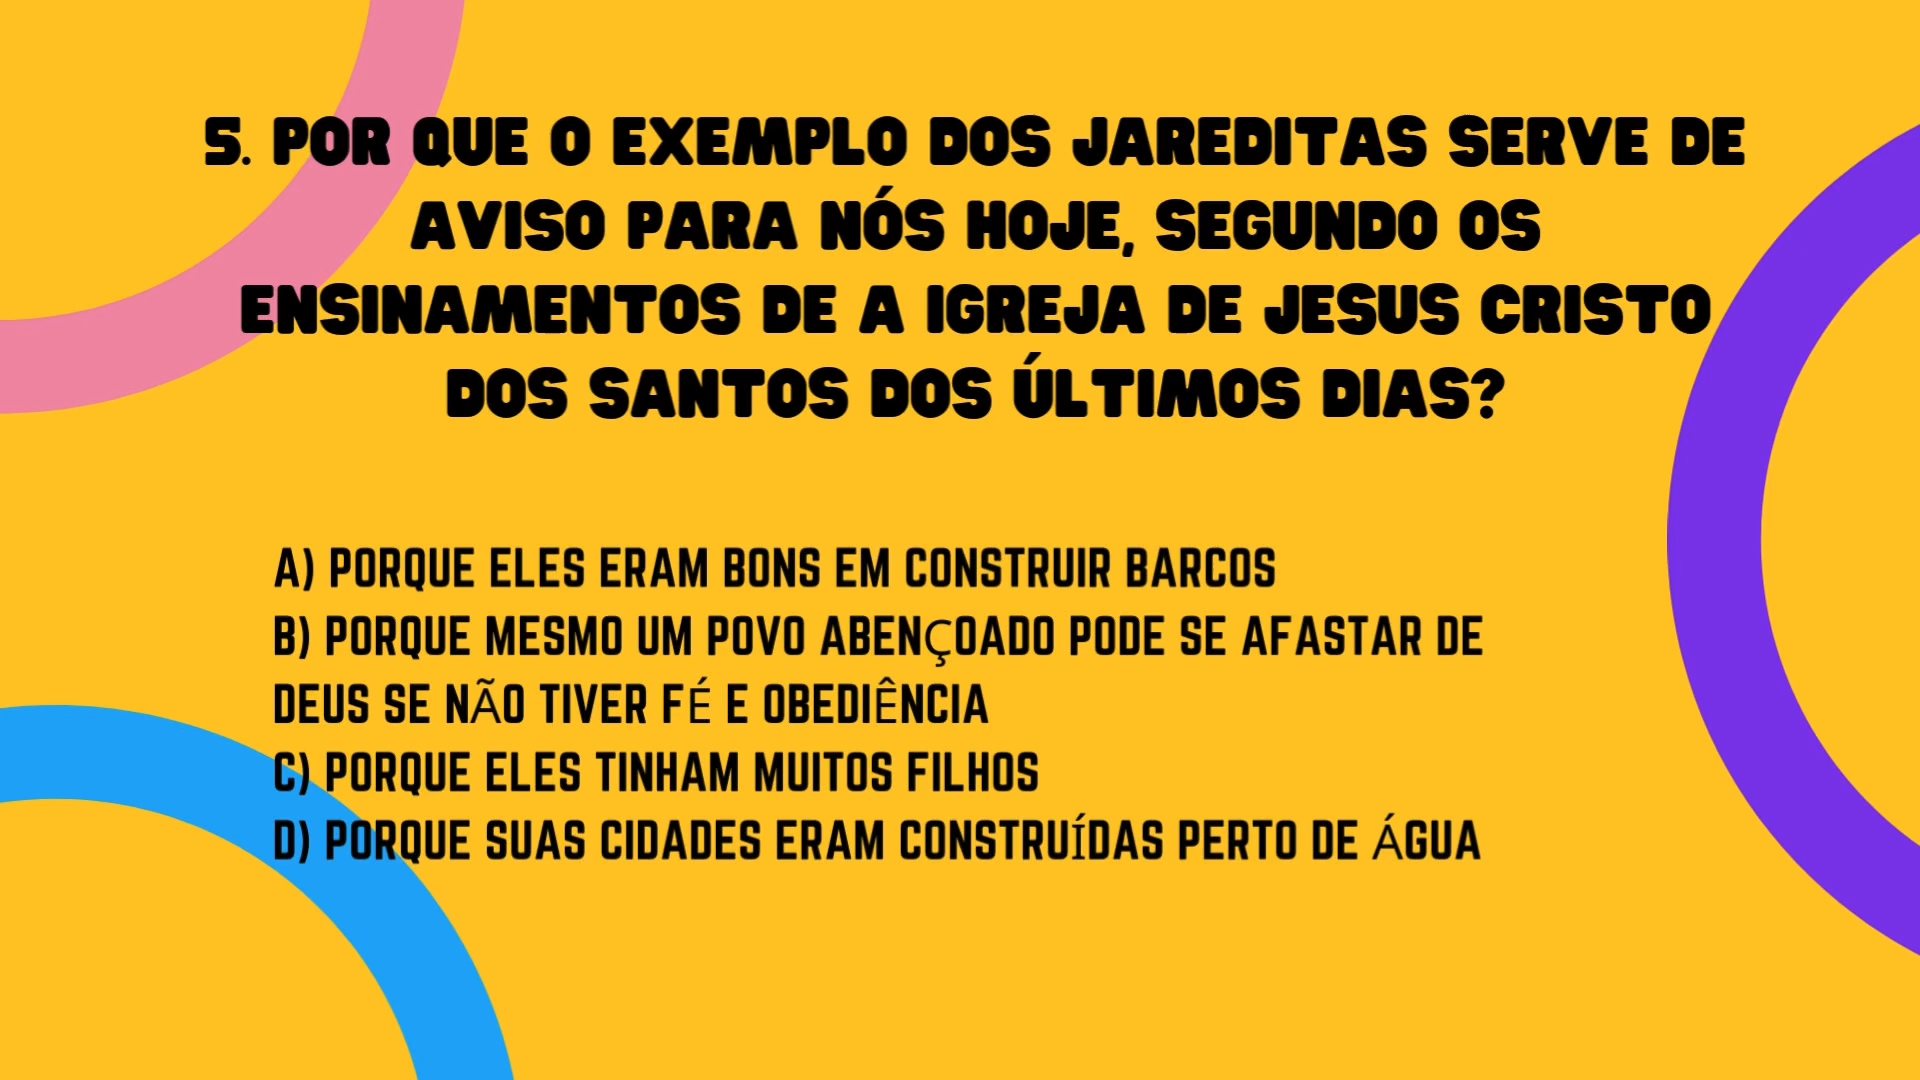 5. POR QUE O EXEMPLO DOS JAREDITAS SERVE DE
AVISO PARA NÓS HOJE, SEGUNDO OS
ENSINAMENTOS DE A IGREJA DE JESUS CRISTO
DOS SANTOS DOS ÚLTIMOS DIAS?
A) PORQUE ELES ERAM BONS EM CONSTRUIR BARCOS
B) PORQUE MESMO UM POVO ABENÇOADO PODE SE AFASTAR DE
DEUS SE NÃO TIVER FÉ E OBEDIÊNCIA
C) PORQUE ELES TINHAM MUITOS FILHOS
D) PORQUE SUAS CIDADES ERAM CONSTRUÍDAS PERTO DE ÁGUA